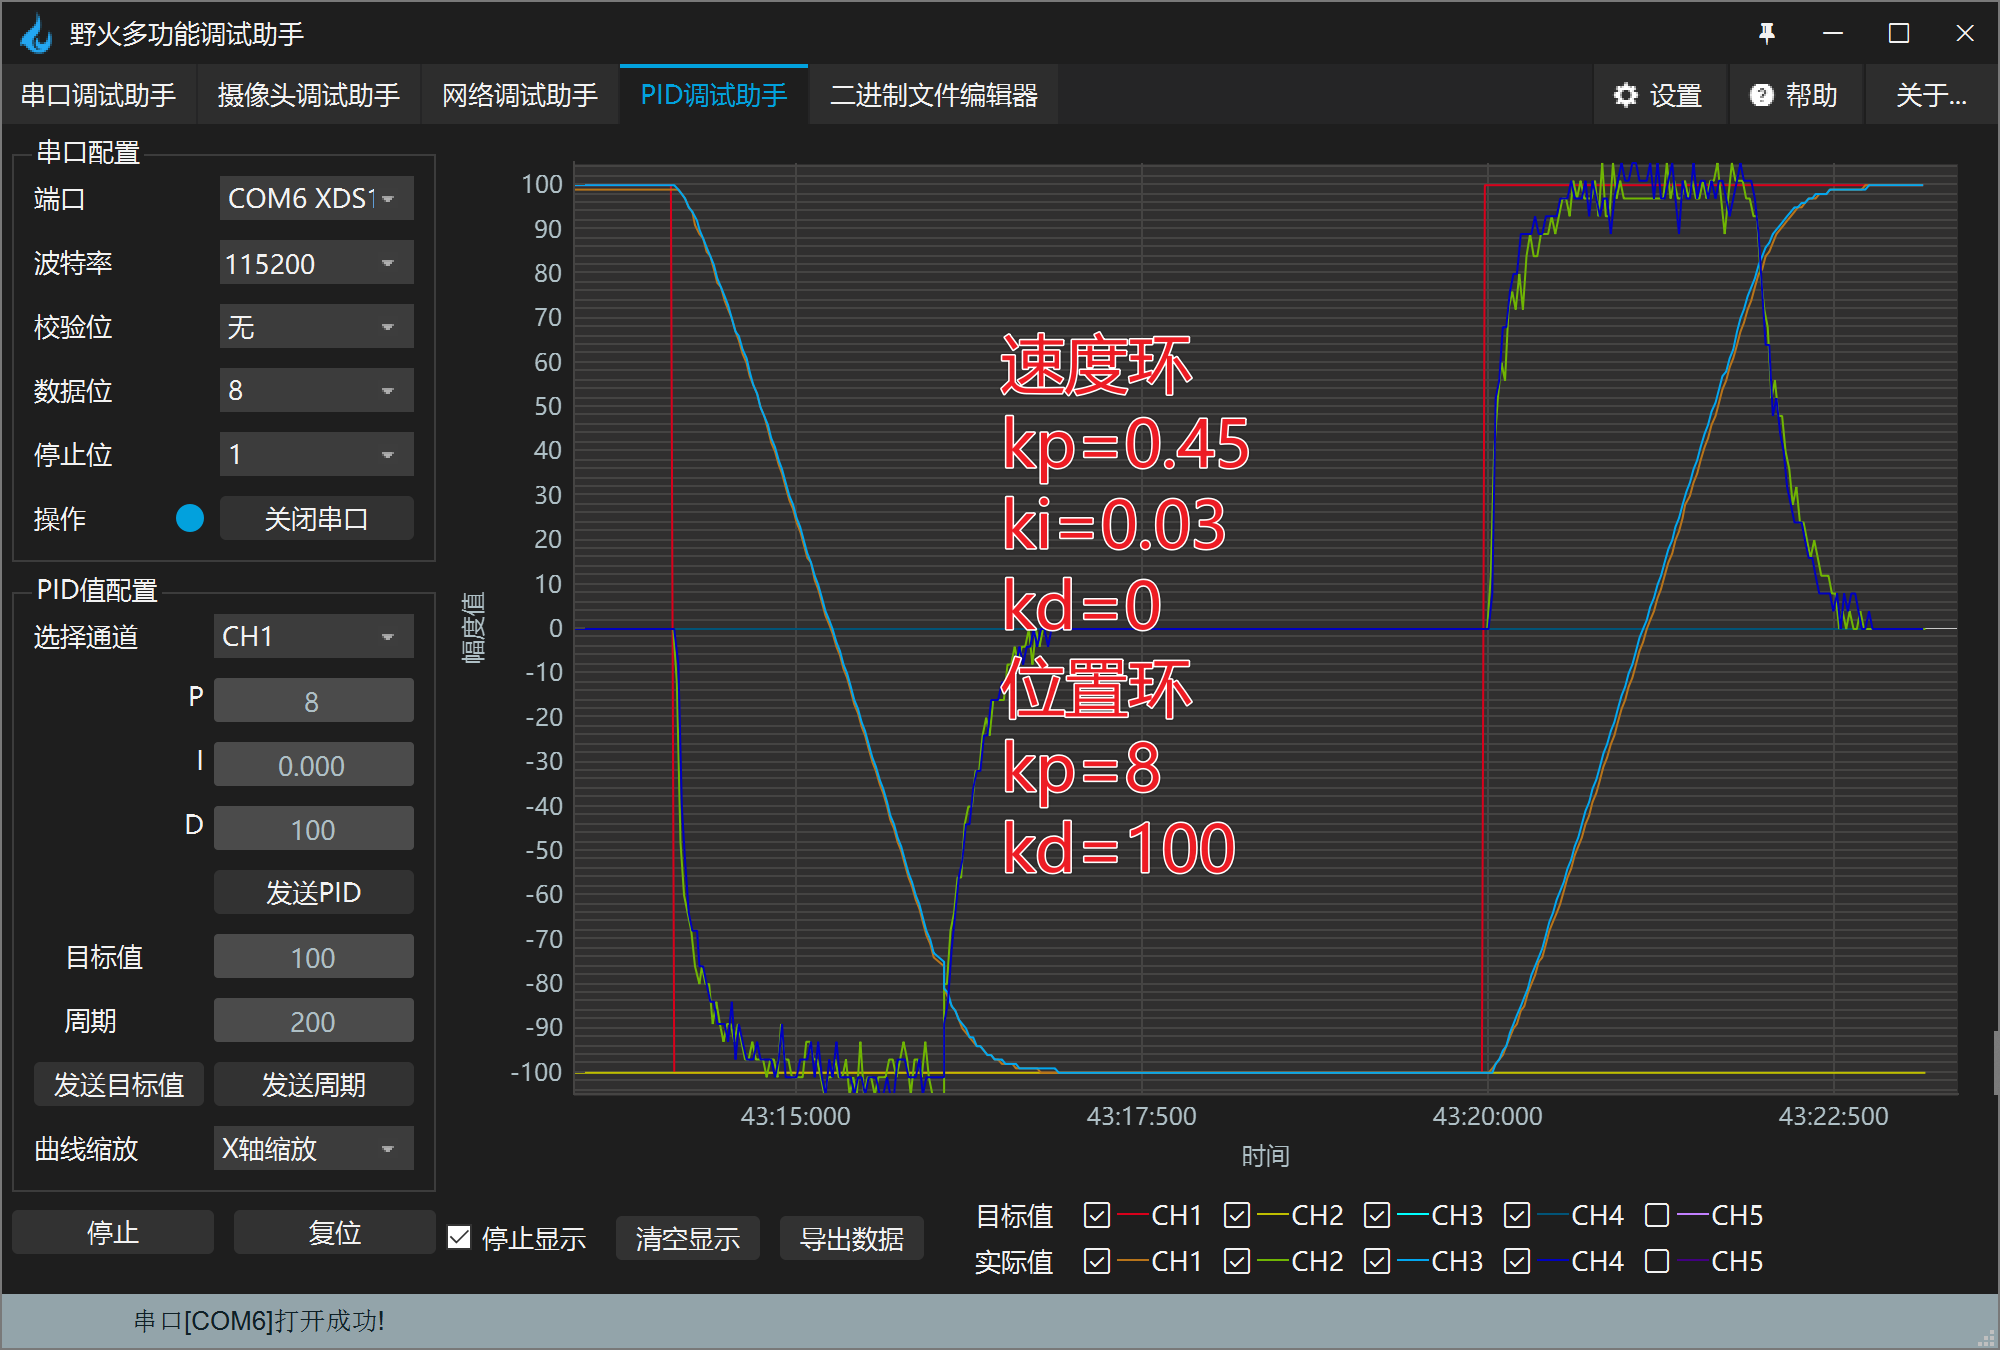 野火多功能调试助手
串口调试助手 摄像头调试助手 网络调试助手 PID调试助手 二进制文件编辑器 设置 帮助 关于...
串口配置
端口 COM6 XDS1
波特率 115200
校验位 无
数据位 8
停止位 1
操作 关闭串口
PID值配置
选择通道 CH1
P 8
I 0.000
D 100
发送PID
目标值 100
周期 200
发送目标值 发送周期
曲线缩放 X轴缩放
停止 复位
幅度值
100
90
80
70
60
50
40
30
20
10
0
-10
-20
-30
-40
-50
-60
-70
-80
-90
-100
速度环
kp=0.45
ki=0.03
kd=0
位置环
kp=8
kd=100
43:15:000 43:17:500 43:20:000 43:22:500
时间
停止显示 清空显示 导出数据
目标值 CH1 CH2 CH3 CH4 CH5
实际值 CH1 CH2 CH3 CH4 CH5
串口[COM6]打开成功!